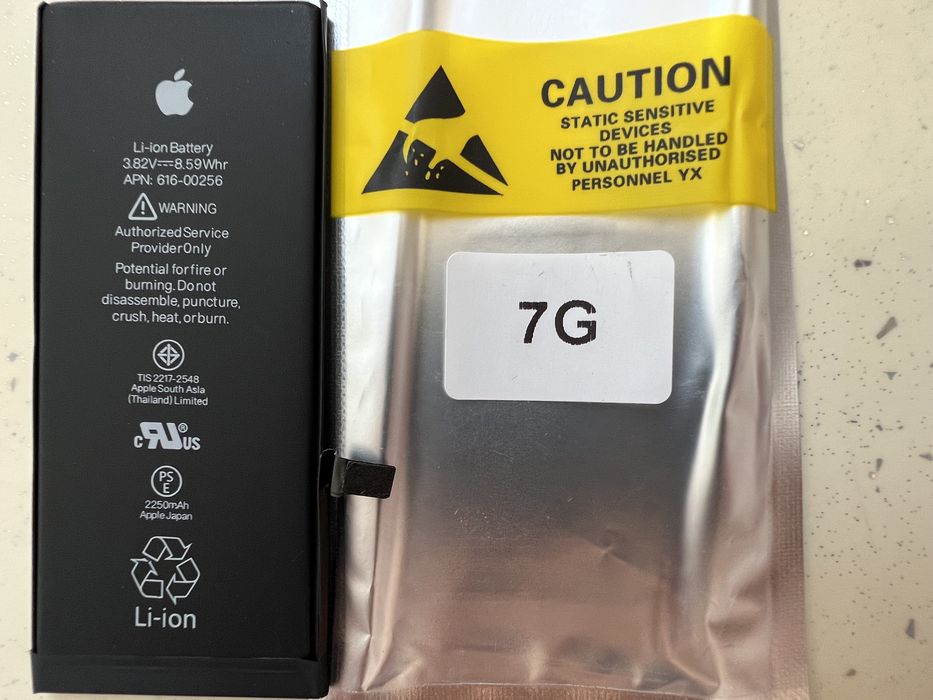 Li-ion Battery
3.82V⎓8.59Whr
APN: 616-00256
WARNING
Authorized Service
Provider Only
Potential for fire or
burning. Do not
disassemble, puncture,
crush, heat, or burn.
TIS 2217-2548
Apple South Asia
(Thailand) Limited
c RU® US
PS
E
2250mAh
Apple Japan
Li-ion
CAUTION
STATIC SENSITIVE
DEVICES
NOT TO BE HANDLED
BY UNAUTHORISED
PERSONNEL YX
7G